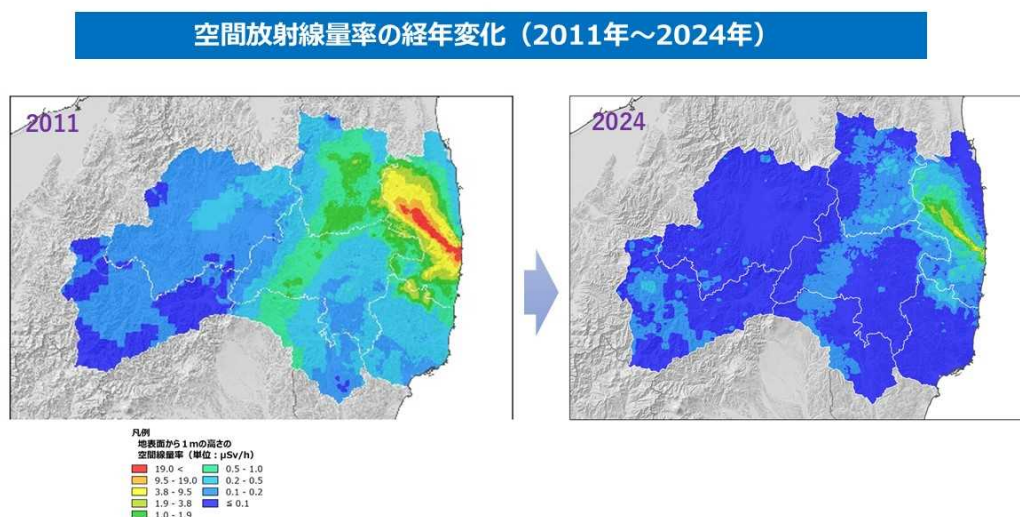 空間放射線量率の経年変化（2011年～2024年）
2011
2024
凡例
地表面から１mの高さの
空間線量率（単位：μSv/h）
19.0 <
9.5 - 19.0
3.8 - 9.5
1.9 - 3.8
1.0 - 1.9
0.5 - 1.0
0.2 - 0.5
0.1 - 0.2
≦ 0.1